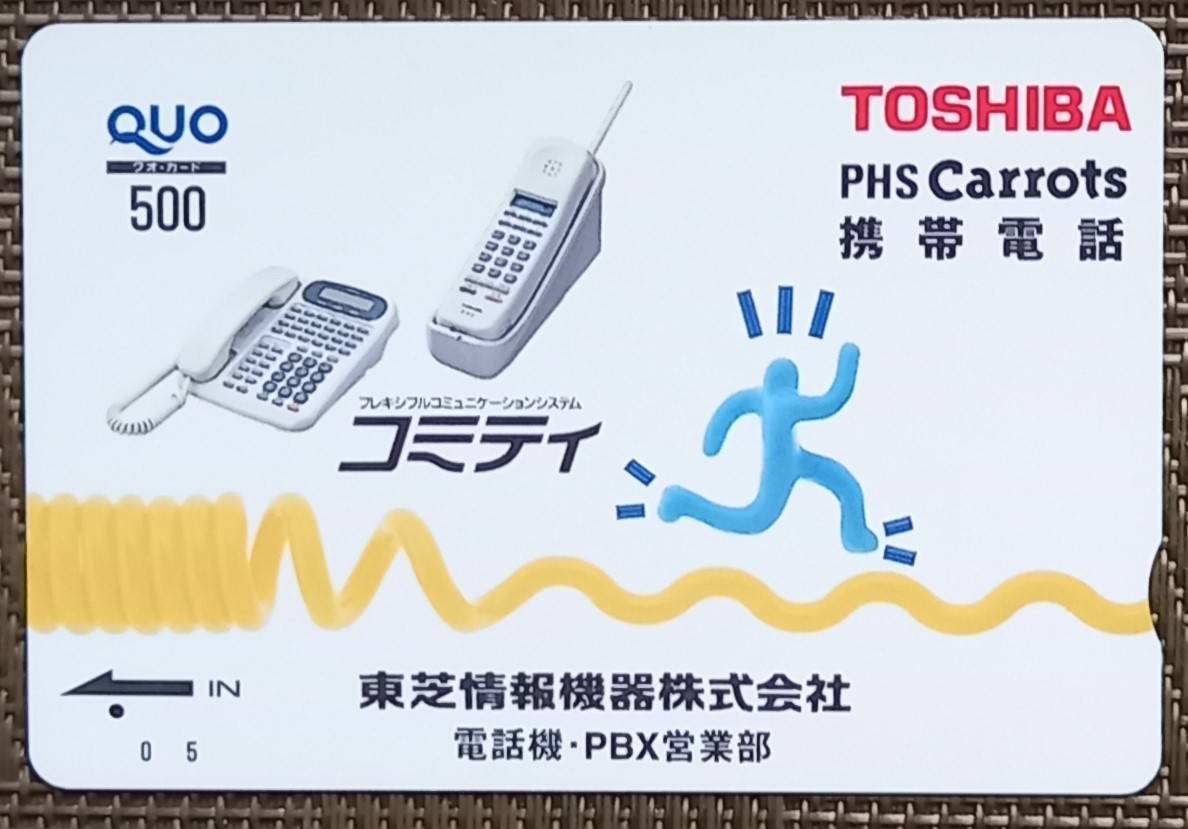 QUO
クオ・カード
500
TOSHIBA
PHS Carrots
携帯電話
フレキシブルコミュニケーションシステム
コミティ
IN
0 5
東芝情報機器株式会社
電話機・PBX営業部